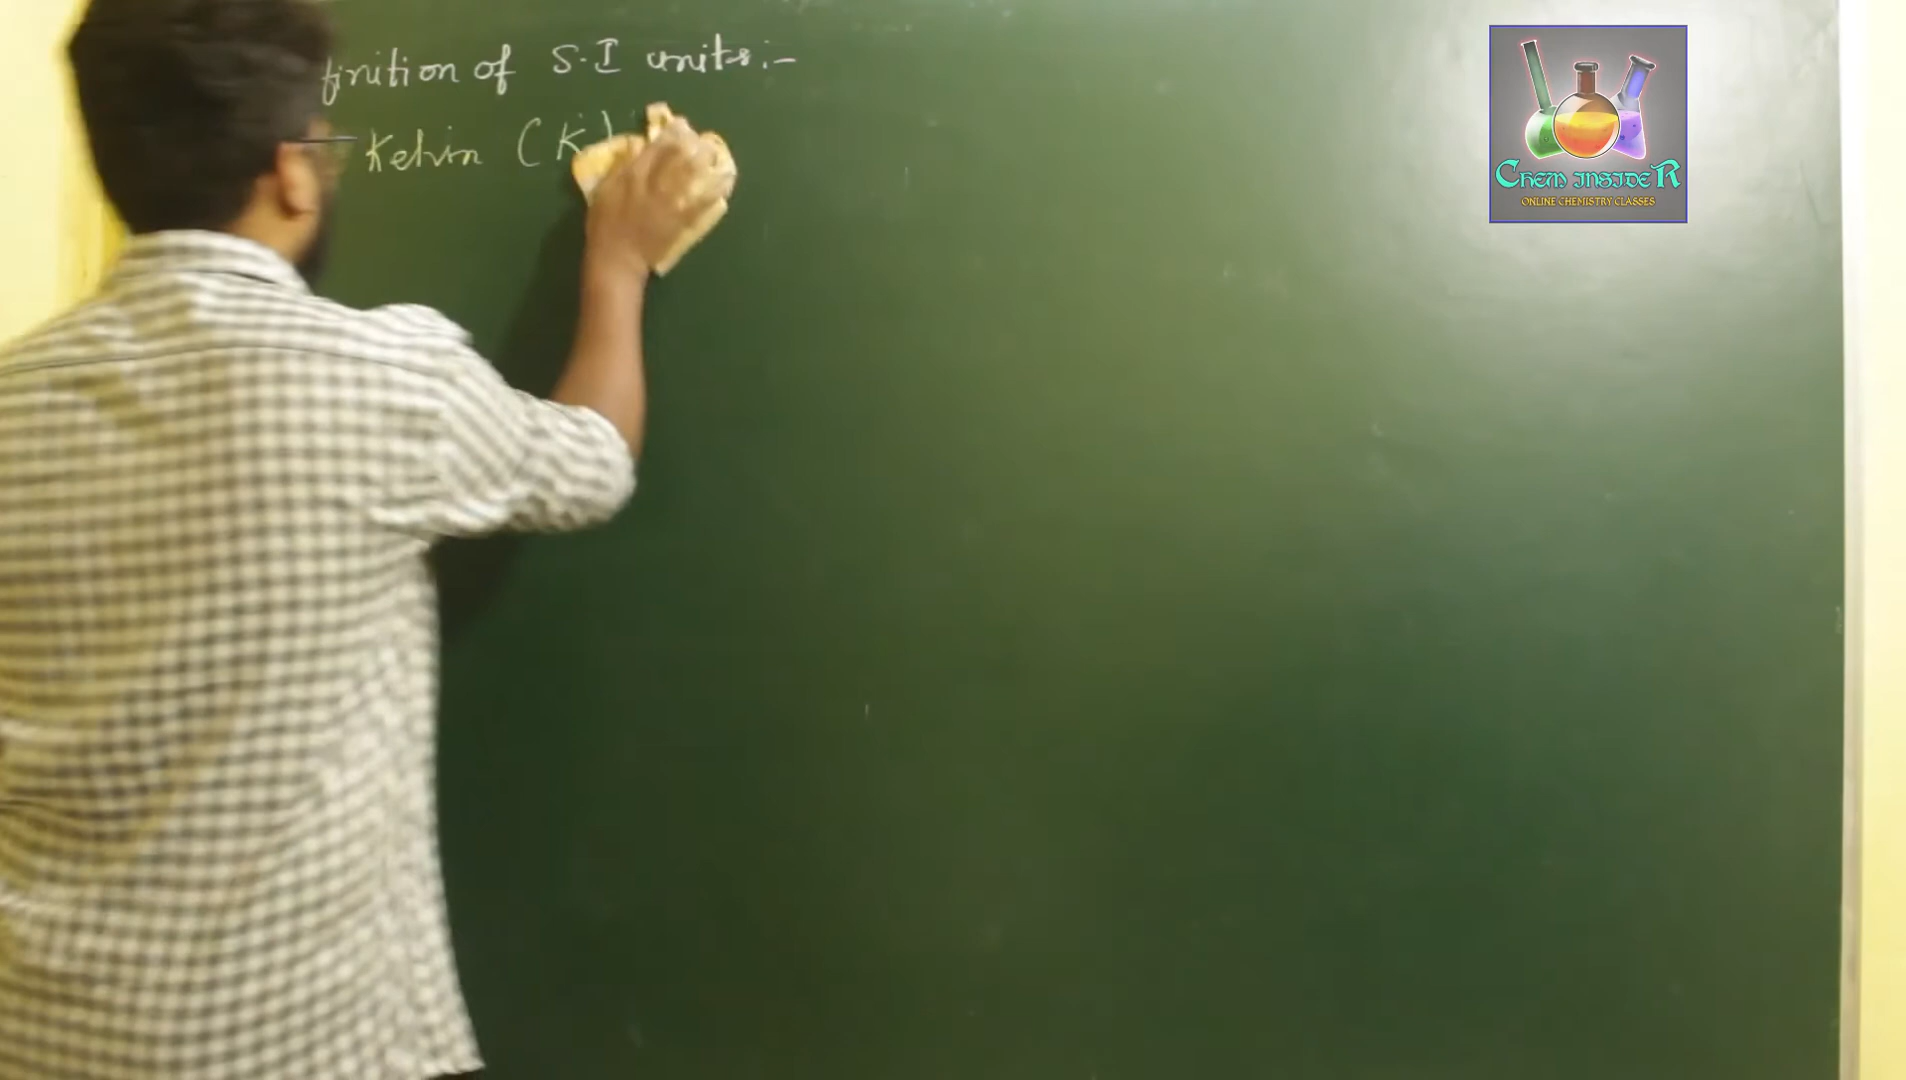 finition of S.I units:-
Kelvin (K)
CHEM INSIDER
ONLINE CHEMISTRY CLASSES